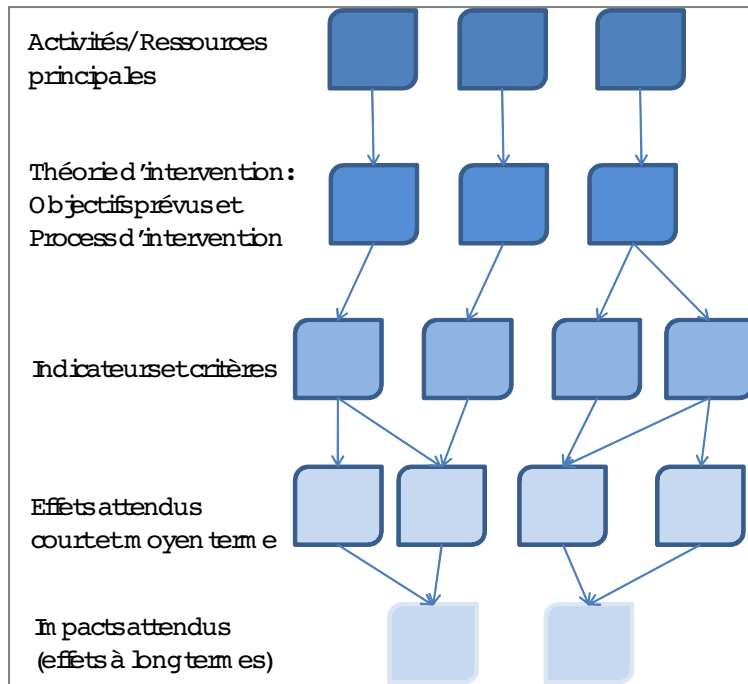 Activités/Ressources
principales
Théorie d'intervention :
Objectifs prévus et
Process d'intervention
Indicateurs et critères
Effets attendus
court et moyen terme
Impacts attendus
(effets à long termes)